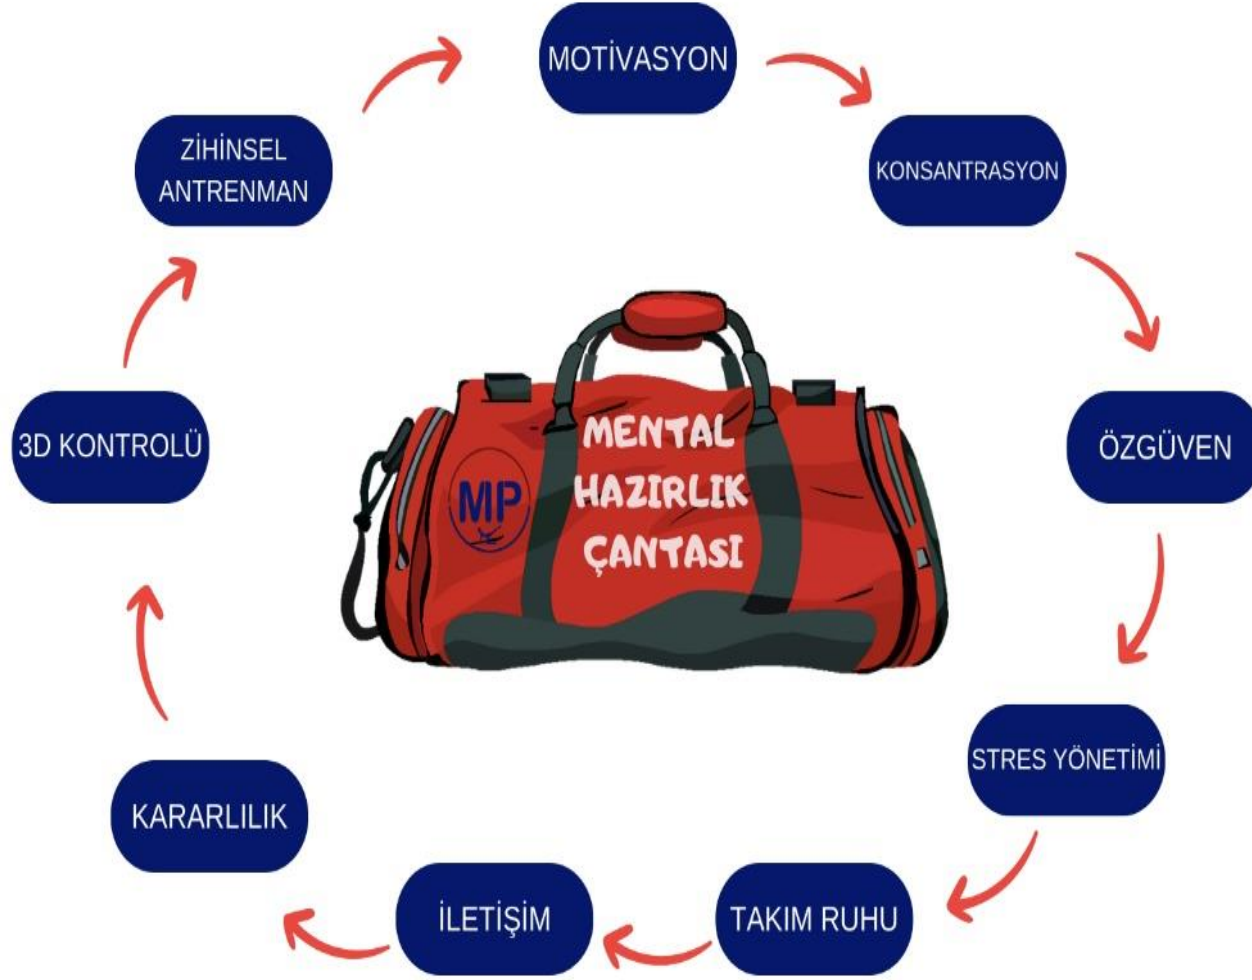 MOTİVASYON
KONSANTRASYON
ÖZGÜVEN
STRES YÖNETİMİ
TAKIM RUHU
İLETİŞİM
KARARLILIK
3D KONTROLÜ
ZİHİNSEL
ANTRENMAN
MENTAL
HAZIRLIK
ÇANTASI
MP